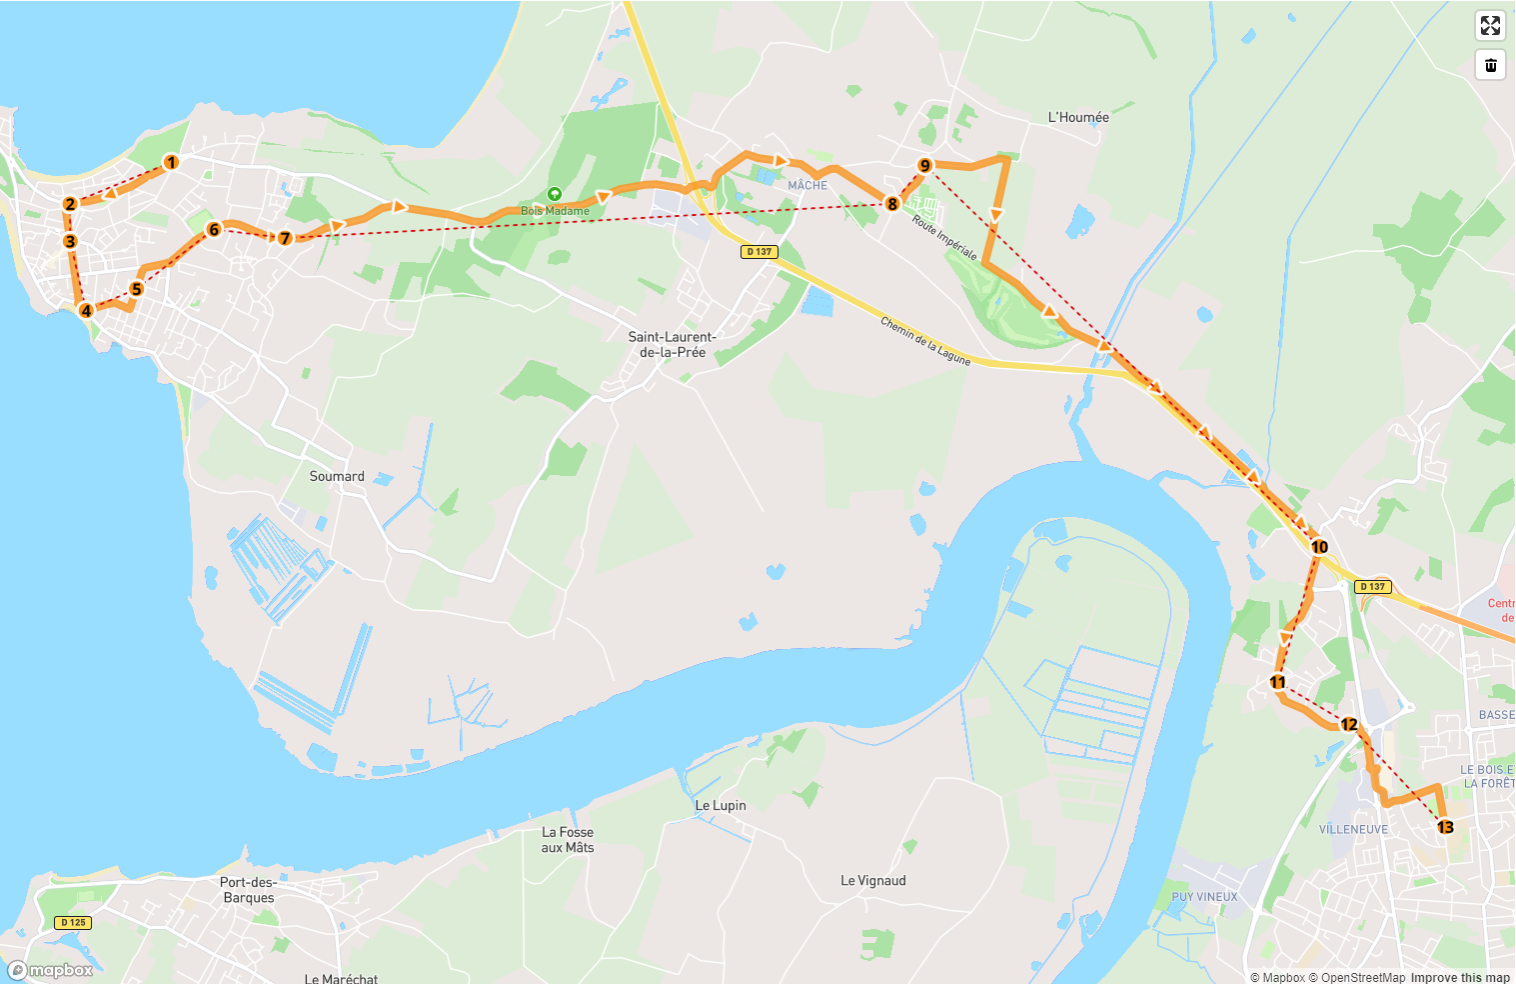 L'Houmée
1
MÂCHE
9
2
8
Bois Madame
6
7
3
Route Impériale
D 137
5
4
Chemin de la Lagune
Saint-Laurent-
de-la-Prée
Soumard
10
D 137
Centr
de
11
12
BASSE
LE BOIS E
LA FORÊT
Le Lupin
13
VILLENEUVE
La Fosse
aux Mâts
Port-des-
Barques
Le Vignaud
PUY VINEUX
D 125
mapbox
Le Maréchat
© Mapbox © OpenStreetMap Improve this map